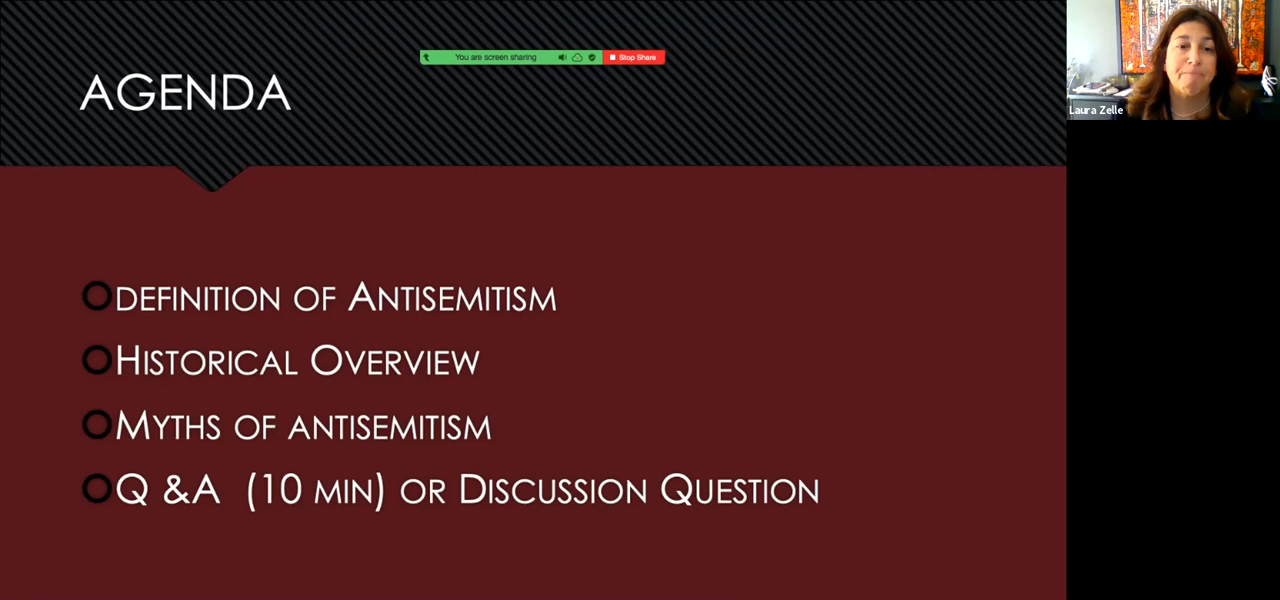 You are screen sharing
Stop Share
AGENDA
Laura Zelle
DEFINITION OF ANTISEMITISM
HISTORICAL OVERVIEW
MYTHS OF ANTISEMITISM
Q &A (10 MIN) OR DISCUSSION QUESTION